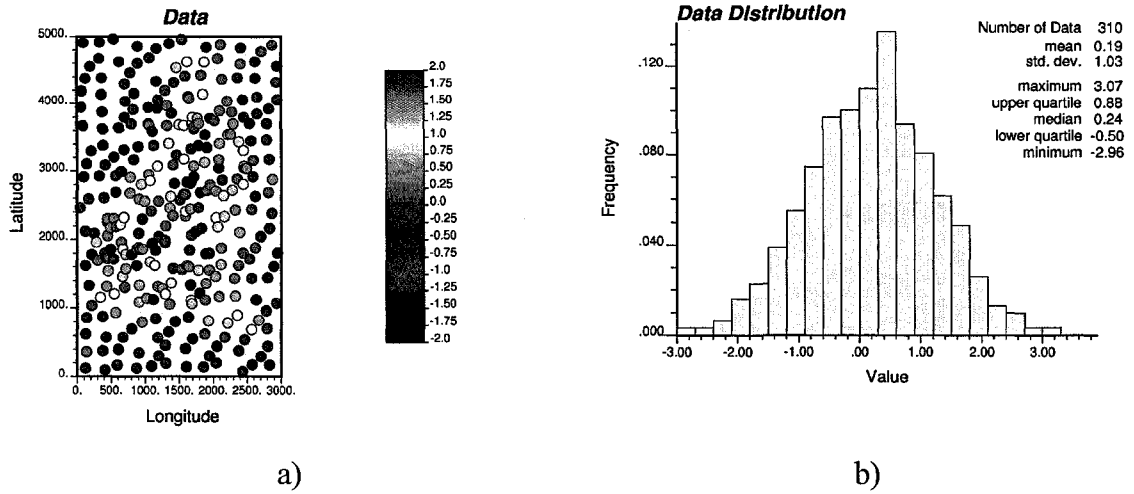 Data
5000.
4000.
3000.
2000.
1000.
0.
Latitude
0. 500. 1000. 1500. 2000. 2500. 3000.
Longitude
2.0
1.75
1.50
1.25
1.0
0.75
0.50
0.25
0.0
-0.25
-0.50
-0.75
-1.0
-1.25
-1.50
-1.75
-2.0
a)
Data Distribution
Number of Data 310
mean 0.19
std. dev. 1.03
maximum 3.07
upper quartile 0.88
median 0.24
lower quartile -0.50
minimum -2.96
.120
.080
.040
.000
Frequency
-3.00 -2.00 -1.00 .00 1.00 2.00 3.00
Value
b)